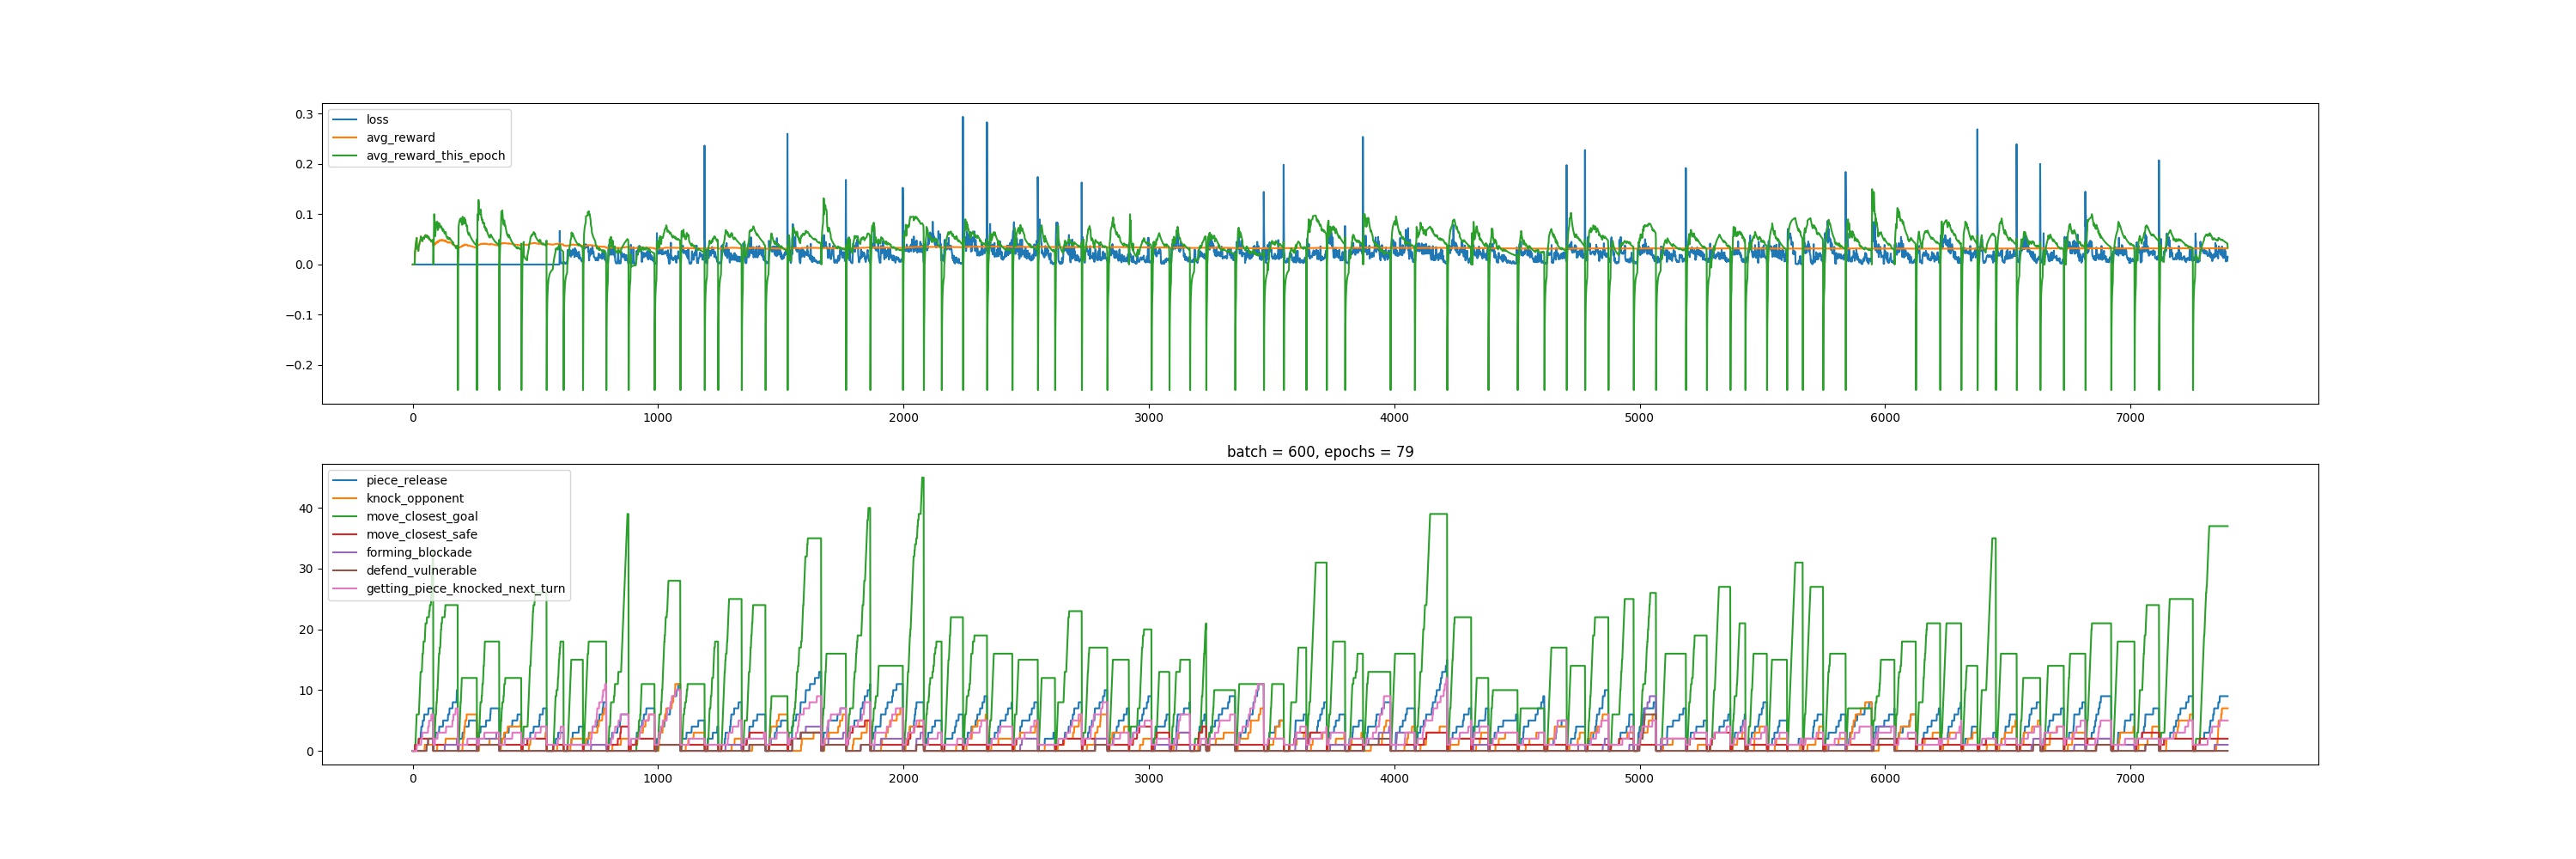 0.3
0.2
0.1
0.0
−0.1
−0.2
loss
avg_reward
avg_reward_this_epoch
0 1000 2000 3000 4000 5000 6000 7000
batch = 600, epochs = 79
40
30
20
10
0
piece_release
knock_opponent
move_closest_goal
move_closest_safe
forming_blockade
defend_vulnerable
getting_piece_knocked_next_turn
0 1000 2000 3000 4000 5000 6000 7000